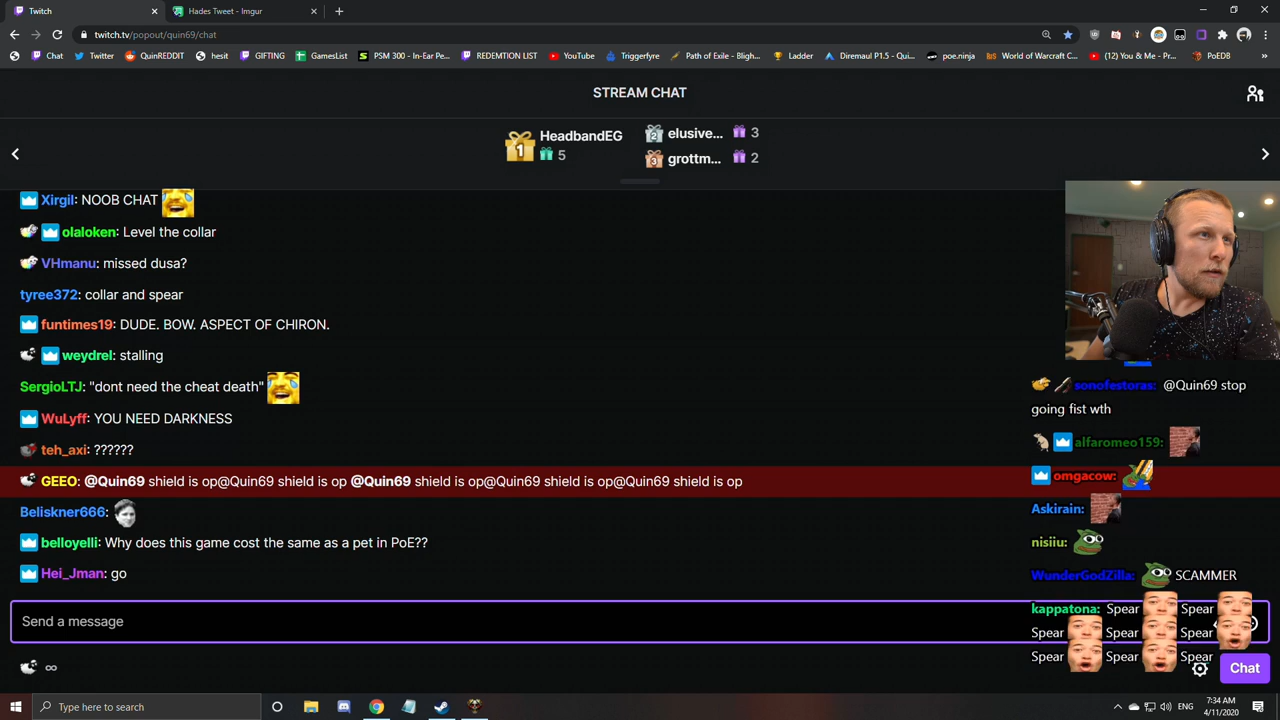 Twitch
Hades Tweet - Imgur
twitch.tv/popout/quin69/chat
Chat Twitter QuinREDDIT hesit GIFTING GamesList PSM 300 - In-Ear Pe... REDEMTION LIST YouTube Triggerfyre Path of Exile – Bligh... Ladder Diremaul P1.5 - Qui... poe.ninja World of Warcraft C... (12) You & Me - Pr... PoEDB »
STREAM CHAT
1 HeadbandEG 5
2 elusive... 3
3 grottm... 2
Xirgil: NOOB CHAT
olaloken: Level the collar
VHmanu: missed dusa?
tyree372: collar and spear
funtimes19: DUDE. BOW. ASPECT OF CHIRON.
weydrel: stalling
SergioLTJ: "dont need the cheat death"
WuLyff: YOU NEED DARKNESS
teh_axi: ??????
GEEO: @Quin69 shield is op@Quin69 shield is op @Quin69 shield is op@Quin69 shield is op@Quin69 shield is op
Beliskner666:
belloyelli: Why does this game cost the same as a pet in PoE??
Hei_Jman: go
Send a message
Chat
sonofestoras: @Quin69 stop
going fist wth
alfaromeo159:
omgacow:
Askirain:
nisiiu:
WunderGodZilla: SCAMMER
kappatona: Spear Spear
Spear Spear Spear
Spear Spear Spear
Type here to search
ENG
7:34 AM
4/11/2020